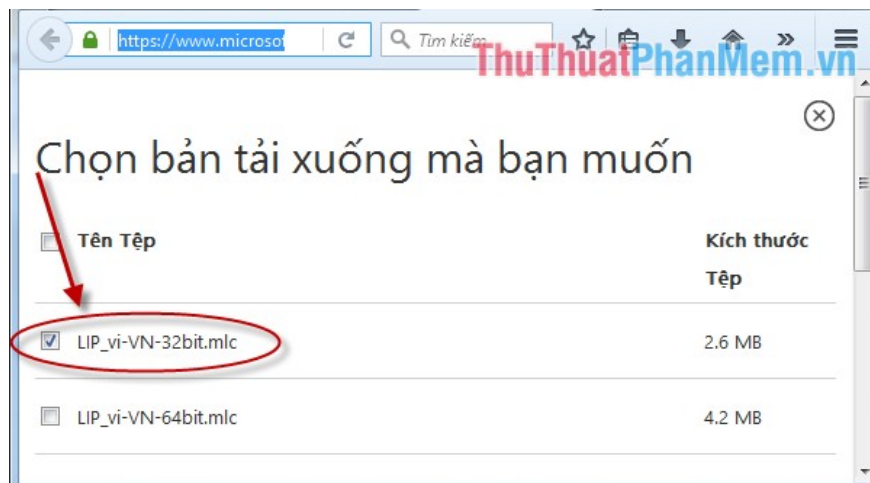 https://www.microsof
Tìm kiếm
ThuThuatPhanMem.vn
Chọn bản tải xuống mà bạn muốn
Tên Tệp
Kích thước
Tệp
LIP_vi-VN-32bit.mlc
2.6 MB
LIP_vi-VN-64bit.mlc
4.2 MB